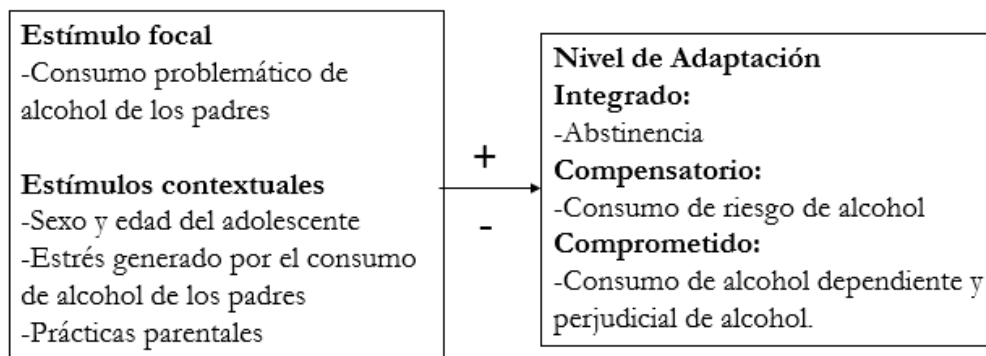 Estímulo focal
-Consumo problemático de
alcohol de los padres
Estímulos contextuales
-Sexo y edad del adolescente
-Estrés generado por el consumo
de alcohol de los padres
-Prácticas parentales
+
-
Nivel de Adaptación
Integrado:
-Abstinencia
Compensatorio:
-Consumo de riesgo de alcohol
Comprometido:
-Consumo de alcohol dependiente y
perjudicial de alcohol.